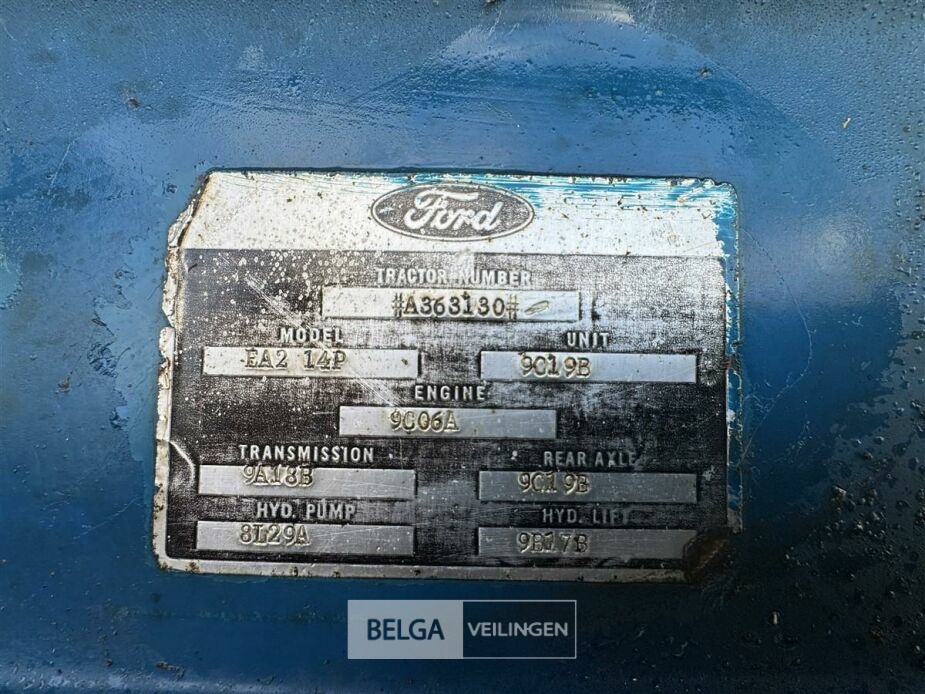 Ford
TRACTOR NUMBER
#A363130#
MODEL UNIT
EA2 14P 9C19B
ENGINE
9C06A
TRANSMISSION REAR AXLE
9A18B 9C19B
HYD. PUMP HYD. LIFT
8L29A 9B17B
BELGA VEILINGEN